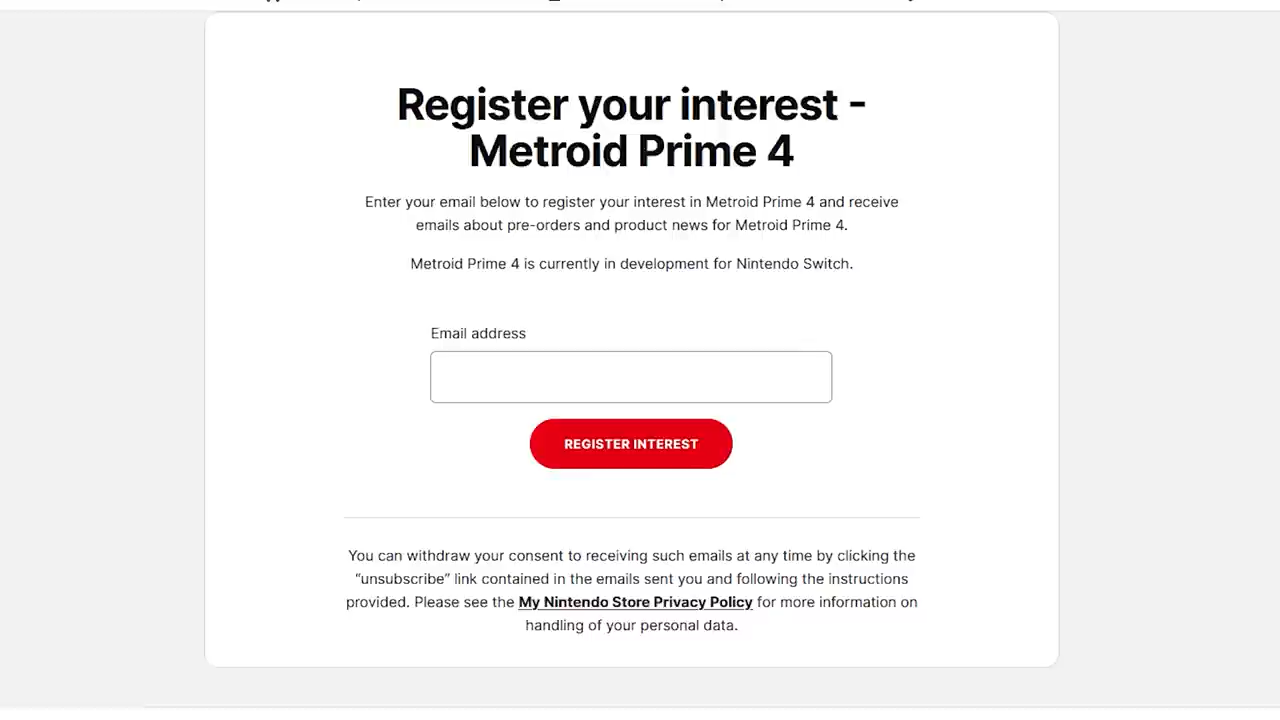 Register your interest -
Metroid Prime 4
Enter your email below to register your interest in Metroid Prime 4 and receive
emails about pre-orders and product news for Metroid Prime 4.
Metroid Prime 4 is currently in development for Nintendo Switch.
Email address
REGISTER INTEREST
You can withdraw your consent to receiving such emails at any time by clicking the
“unsubscribe” link contained in the emails sent you and following the instructions
provided. Please see the My Nintendo Store Privacy Policy for more information on
handling of your personal data.